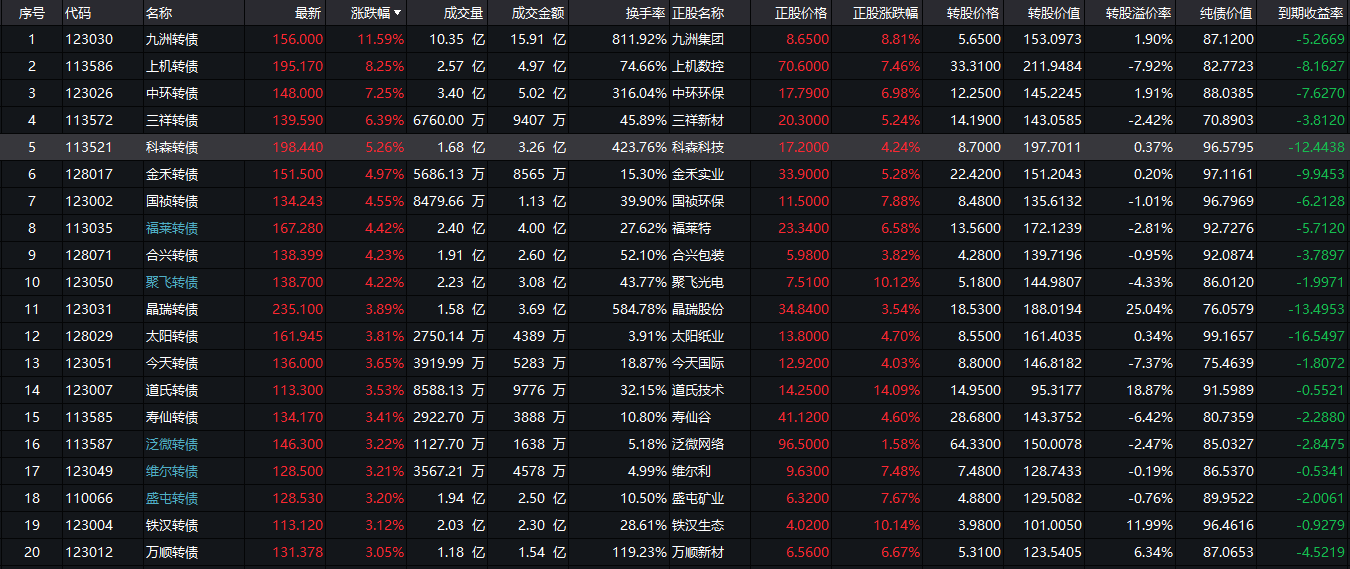 序号 代码 名称 最新 涨跌幅 成交量 成交金额 换手率 正股名称 正股价格 正股涨跌幅 转股价格 转股价值 转股溢价率 纯债价值 到期收益率
1 123030 九洲转债 156.000 11.59% 10.35 亿 15.91 亿 811.92% 九洲集团 8.6500 8.81% 5.6500 153.0973 1.90% 87.1200 -5.2669
2 113586 上机转债 195.170 8.25% 2.57 亿 4.97 亿 74.66% 上机数控 70.6000 7.46% 33.3100 211.9484 -7.92% 82.7723 -8.1627
3 123026 中环转债 148.000 7.25% 3.40 亿 5.02 亿 316.04% 中环环保 17.7900 6.98% 12.2500 145.2245 1.91% 88.0385 -7.6270
4 113572 三祥转债 139.590 6.39% 6760.00 万 9407 万 45.89% 三祥新材 20.3000 5.24% 14.1900 143.0585 -2.42% 70.8903 -3.8120
5 113521 科森转债 198.440 5.26% 1.68 亿 3.26 亿 423.76% 科森科技 17.2000 4.24% 8.7000 197.7011 0.37% 96.5795 -12.4438
6 128017 金禾转债 151.500 4.97% 5686.13 万 8565 万 15.30% 金禾实业 33.9000 5.28% 22.4200 151.2043 0.20% 97.1161 -9.9453
7 123002 国祯转债 134.243 4.55% 8479.66 万 1.13 亿 39.90% 国祯环保 11.5000 7.88% 8.4800 135.6132 -1.01% 96.7969 -6.2128
8 113035 福莱转债 167.280 4.42% 2.40 亿 4.00 亿 27.62% 福莱特 23.3400 6.58% 13.5600 172.1239 -2.81% 92.7276 -5.7120
9 128071 合兴转债 138.399 4.23% 1.91 亿 2.60 亿 52.10% 合兴包装 5.9800 3.82% 4.2800 139.7196 -0.95% 92.0874 -3.7897
10 123050 聚飞转债 138.700 4.22% 2.23 亿 3.08 亿 43.77% 聚飞光电 7.5100 10.12% 5.1800 144.9807 -4.33% 86.0120 -1.9971
11 123031 晶瑞转债 235.100 3.89% 1.58 亿 3.69 亿 584.78% 晶瑞股份 34.8400 3.54% 18.5300 188.0194 25.04% 76.0579 -13.4953
12 128029 太阳转债 161.945 3.81% 2750.14 万 4389 万 3.91% 太阳纸业 13.8000 4.70% 8.5500 161.4035 0.34% 99.1657 -16.5497
13 123051 今天转债 136.000 3.65% 3919.99 万 5283 万 18.87% 今天国际 12.9200 4.03% 8.8000 146.8182 -7.37% 75.4639 -1.8072
14 123007 道氏转债 113.300 3.53% 8588.13 万 9776 万 32.15% 道氏技术 14.2500 14.09% 14.9500 95.3177 18.87% 91.5989 -0.5521
15 113585 寿仙转债 134.170 3.41% 2922.70 万 3888 万 10.80% 寿仙谷 41.1200 4.60% 28.6800 143.3752 -6.42% 80.7359 -2.2880
16 113587 泛微转债 146.300 3.22% 1127.70 万 1638 万 5.18% 泛微网络 96.5000 1.58% 64.3300 150.0078 -2.47% 85.0327 -2.8475
17 123049 维尔转债 128.500 3.21% 3567.21 万 4578 万 4.99% 维尔利 9.6300 7.48% 7.4800 128.7433 -0.19% 86.5370 -0.5341
18 110066 盛屯转债 128.530 3.20% 1.94 亿 2.50 亿 10.50% 盛屯矿业 6.3200 7.67% 4.8800 129.5082 -0.76% 89.9522 -2.0061
19 123004 铁汉转债 113.120 3.12% 2.03 亿 2.30 亿 28.61% 铁汉生态 4.0200 10.14% 3.9800 101.0050 11.99% 96.4616 -0.9279
20 123012 万顺转债 131.378 3.05% 1.18 亿 1.54 亿 119.23% 万顺新材 6.5600 6.67% 5.3100 123.5405 6.34% 87.0653 -4.5219